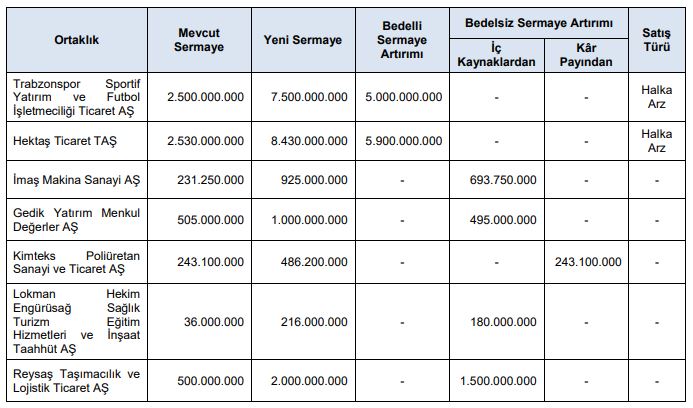 Ortaklık
Mevcut
Sermaye
Yeni Sermaye
Bedelli
Sermaye
Artırımı
Bedelsiz Sermaye Artırımı
İç
Kaynaklardan
Kâr
Payından
Satış
Türü
Trabzonspor Sportif
Yatırım ve Futbol
İşletmeciliği Ticaret AŞ
2.500.000.000
7.500.000.000
5.000.000.000
-
-
Halka
Arz
Hektaş Ticaret TAŞ
2.530.000.000
8.430.000.000
5.900.000.000
-
-
Halka
Arz
İmaş Makina Sanayi AŞ
231.250.000
925.000.000
-
693.750.000
-
-
Gedik Yatırım Menkul
Değerler AŞ
505.000.000
1.000.000.000
-
495.000.000
-
-
Kimteks Poliüretan
Sanayi ve Ticaret AŞ
243.100.000
486.200.000
-
-
243.100.000
-
Lokman Hekim
Engürüsağ Sağlık
Turizm Eğitim
Hizmetleri ve İnşaat
Taahhüt AŞ
36.000.000
216.000.000
-
180.000.000
-
-
Reysaş Taşımacılık ve
Lojistik Ticaret AŞ
500.000.000
2.000.000.000
-
1.500.000.000
-
-